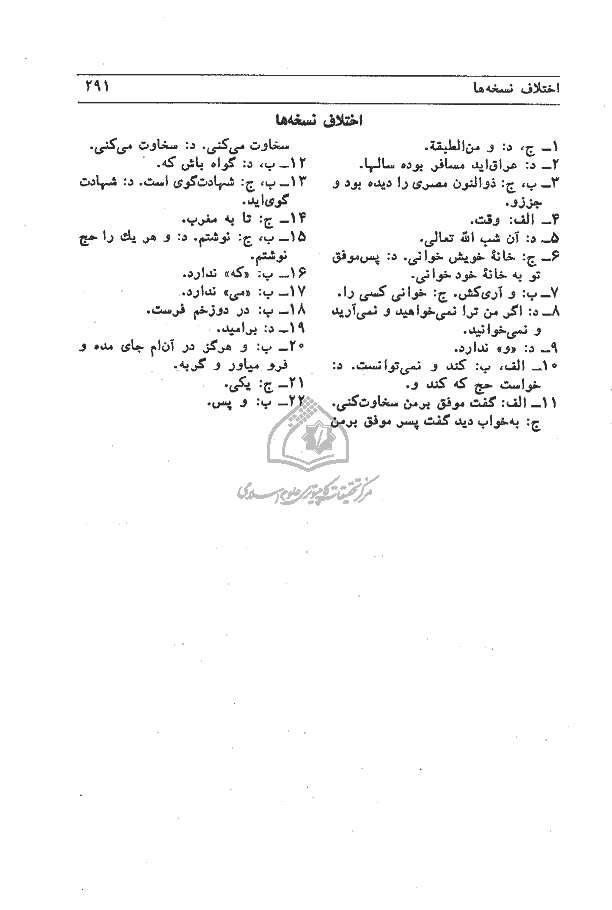 اختلاف نسخه‌ها ۲۹۱
اختلاف نسخه‌ها
۱ـ ج، د: و من‌الطبقة.
۲ـ د: عراق‌اید مسافر بوده سالها.
۳ـ ب، ج: ذوالنون مصری را دیده بود و
جززو.
۴ـ الف: وقت.
۵ـ د: آن شب الله تعالی.
۶ـ ج: خانهٔ خویش خوانی. د: پس‌موفق
تو به خانهٔ خود خوانی.
۷ـ ب: و آری‌کش. ج: خوانی کسی را.
۸ـ د: اگر من ترا نمی‌خواهید و نمی‌آرید
و نمی‌خوانید.
۹ـ د: «و» ندارد.
۱۰ـ الف، ب: کند و نمی‌توانست. د:
خواست حج که کند و.
۱۱ـ الف: گفت موفق برمن سخاوت‌کنی.
ج: به‌خواب دید گفت پسر موفق برمن
سخاوت می‌کنی. د: سخاوت می‌کنی.
۱۲ـ ب، د: گواه باش که.
۱۳ـ ب، ج: شهادت‌گوی است. د: شهادت
گوی‌اید.
۱۴ـ ج: تا به مغرب.
۱۵ـ ب، ج: نوشتم. د: و هر یك را حج
نوشتم.
۱۶ـ ب: «که» ندارد.
۱۷ـ ب: «می» ندارد.
۱۸ـ ب: در دوزخم فرست.
۱۹ـ د: برامید.
۲۰ـ ب: و هرگز در آن‌ام جای مده و
فرو میاور و گربه.
۲۱ـ ج: یکی.
۲۲ـ ب: و پس.
مرکز تحقیقات کامپیوتری علوم اسلامی